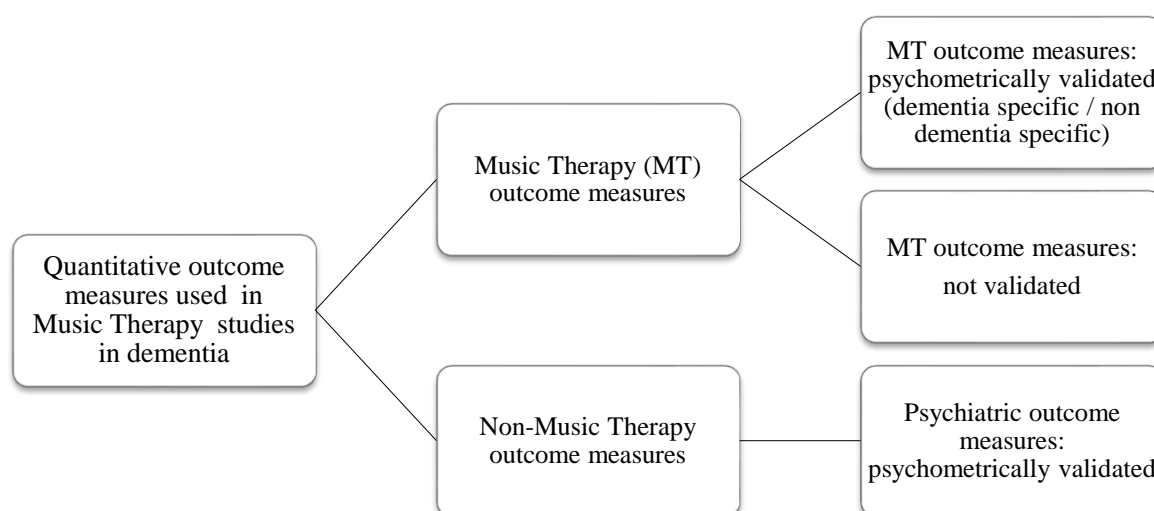 Quantitative outcome
measures used in
Music Therapy studies
in dementia
Music Therapy (MT)
outcome measures
Non-Music Therapy
outcome measures
MT outcome measures:
psychometrically validated
(dementia specific / non
dementia specific)
MT outcome measures:
not validated
Psychiatric outcome
measures:
psychometrically validated